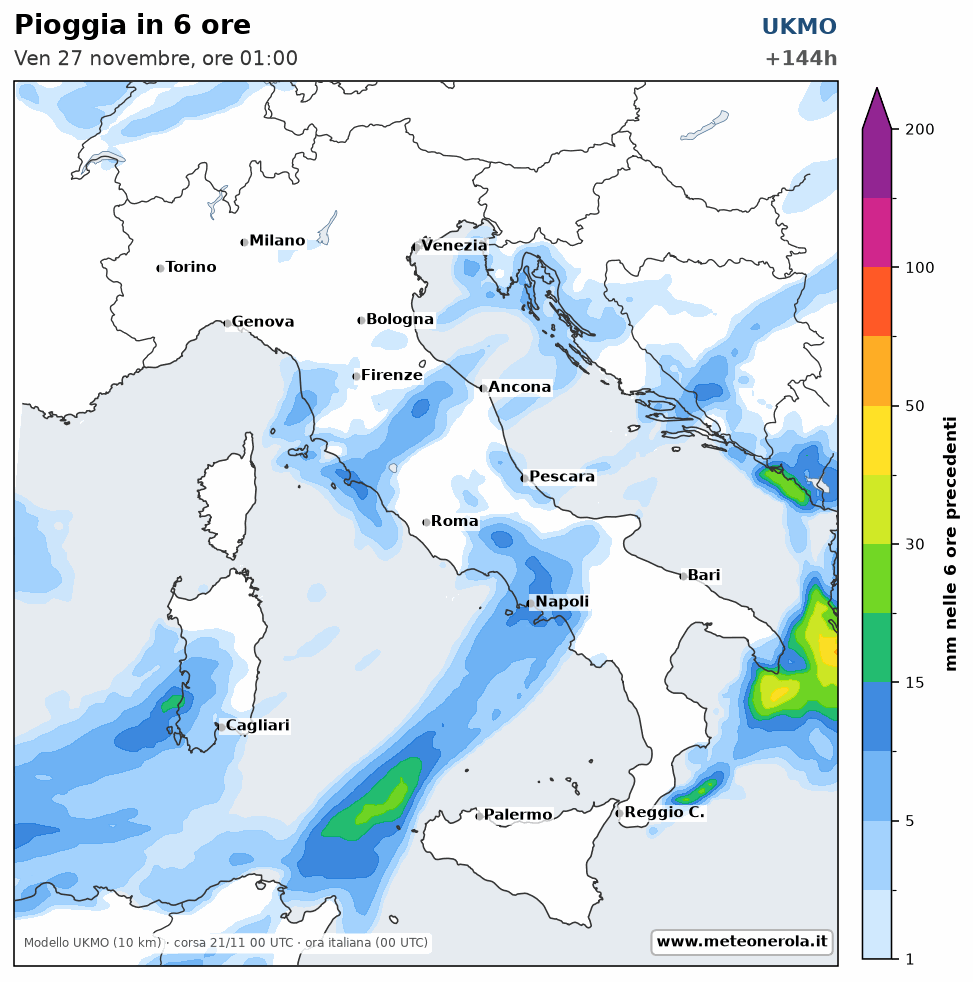 Pioggia in 6 ore
UKMO
Ven 27 novembre, ore 01:00
+144h
Venezia
Milano
Torino
Genova
Bologna
Firenze
Ancona
Pescara
Roma
Bari
Napoli
Cagliari
Palermo
Reggio C.
200
100
50
30
15
5
1
mm nelle 6 ore precedenti
Modello UKMO (10 km) · corsa 21/11 00 UTC · ora italiana (00 UTC)
www.meteonerola.it